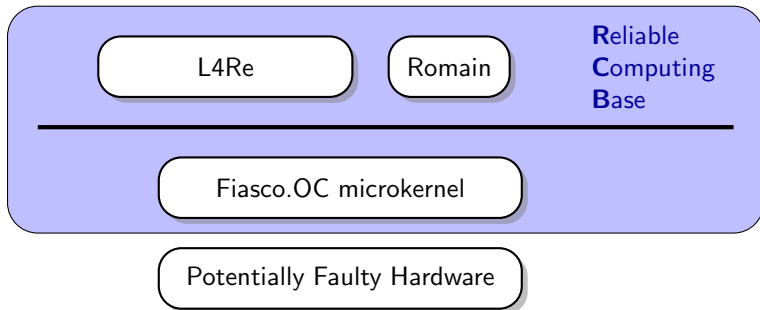 L4Re
Romain
Reliable
Computing
Base
Fiasco.OC microkernel
Potentially Faulty Hardware